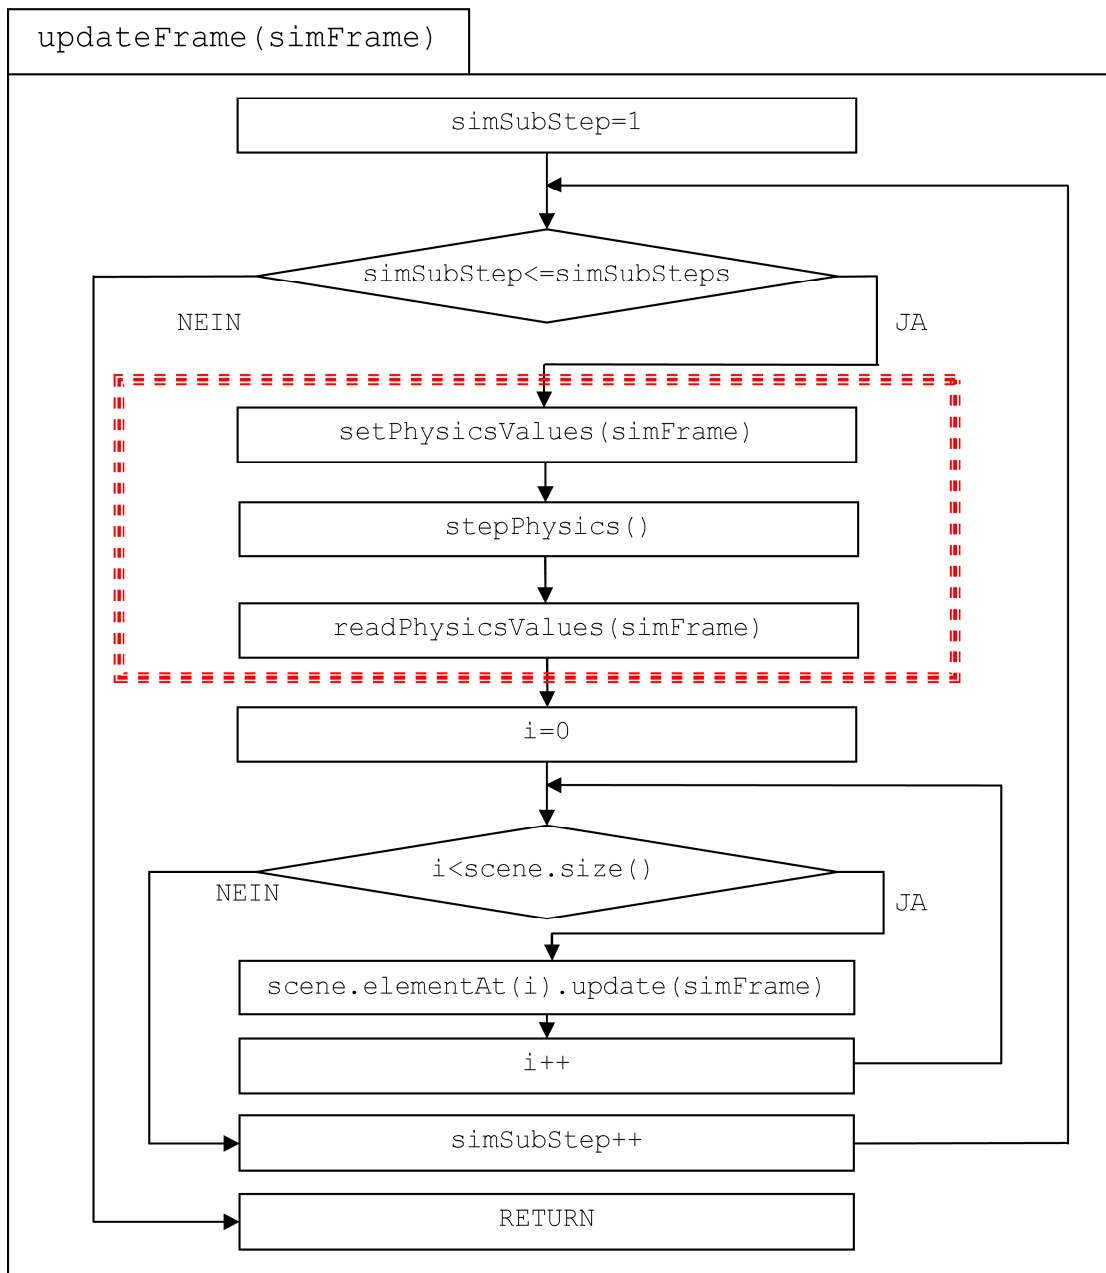 updateFrame(simFrame)
simSubStep=1
simSubStep<=simSubSteps
NEIN
JA
setPhysicsValues(simFrame)
stepPhysics()
readPhysicsValues(simFrame)
i=0
i<scene.size()
NEIN
JA
scene.elementAt(i).update(simFrame)
i++
simSubStep++
RETURN